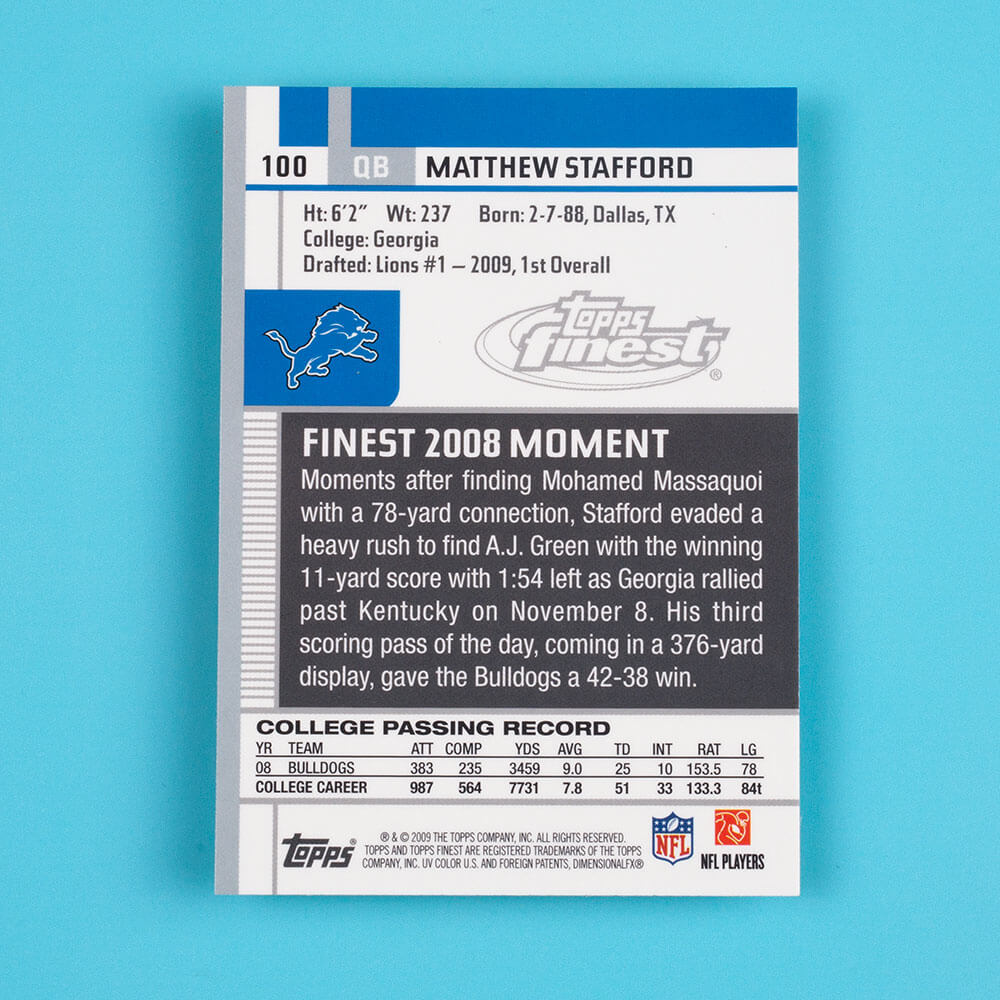 100 QB MATTHEW STAFFORD
Ht: 6'2" Wt: 237 Born: 2-7-88, Dallas, TX
College: Georgia
Drafted: Lions #1 – 2009, 1st Overall
Topps
finest
®
FINEST 2008 MOMENT
Moments after finding Mohamed Massaquoi
with a 78-yard connection, Stafford evaded a
heavy rush to find A.J. Green with the winning
11-yard score with 1:54 left as Georgia rallied
past Kentucky on November 8. His third
scoring pass of the day, coming in a 376-yard
display, gave the Bulldogs a 42-38 win.
COLLEGE PASSING RECORD
YR TEAM ATT COMP YDS AVG TD INT RAT LG
08 BULLDOGS 383 235 3459 9.0 25 10 153.5 78
COLLEGE CAREER 987 564 7731 7.8 51 33 133.3 84t
Topps®
® & © 2009 THE TOPPS COMPANY, INC. ALL RIGHTS RESERVED.
TOPPS AND TOPPS FINEST ARE REGISTERED TRADEMARKS OF THE TOPPS
COMPANY, INC. UV COLOR U.S. AND FOREIGN PATENTS, DIMENSIONALFX®
NFL
NFL PLAYERS